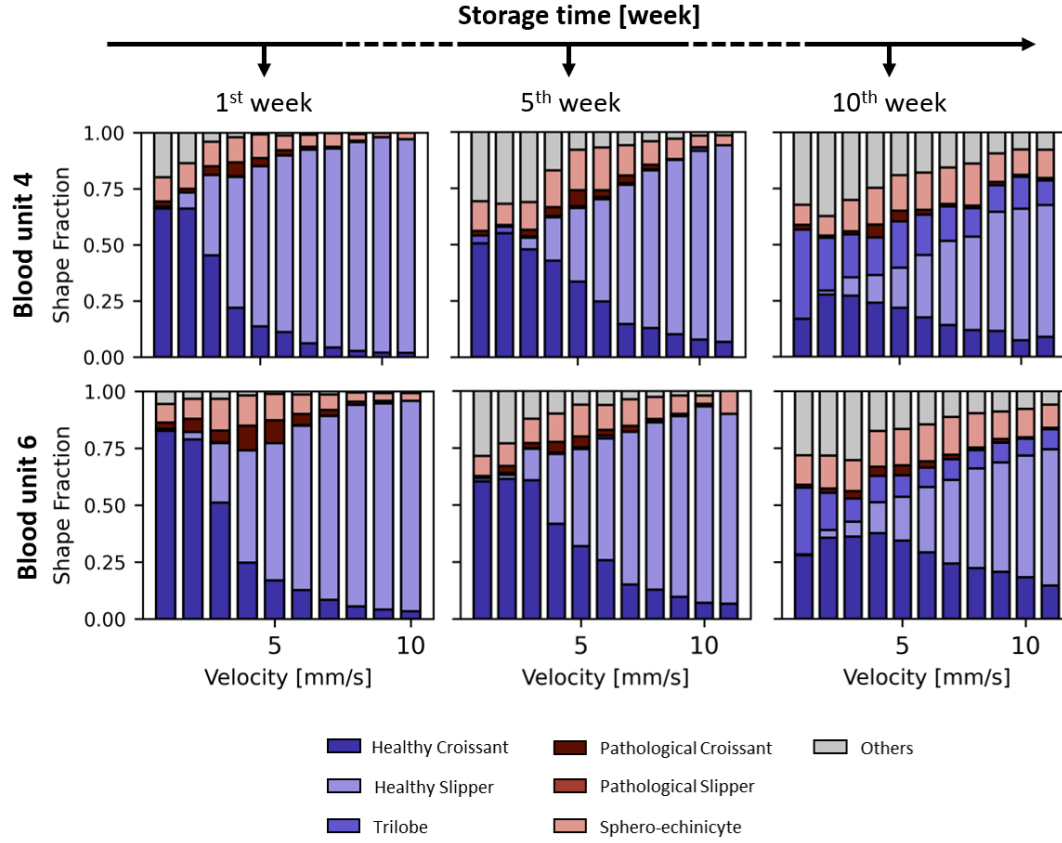 Storage time [week]
1st week
5th week
10th week
Blood unit 4
Shape Fraction
1.00
0.75
0.50
0.25
0.00
Blood unit 6
Shape Fraction
1.00
0.75
0.50
0.25
0.00
5 10
5 10
5 10
Velocity [mm/s]
Velocity [mm/s]
Velocity [mm/s]
Healthy Croissant
Pathological Croissant
Others
Healthy Slipper
Pathological Slipper
Trilobe
Sphero-echinicyte